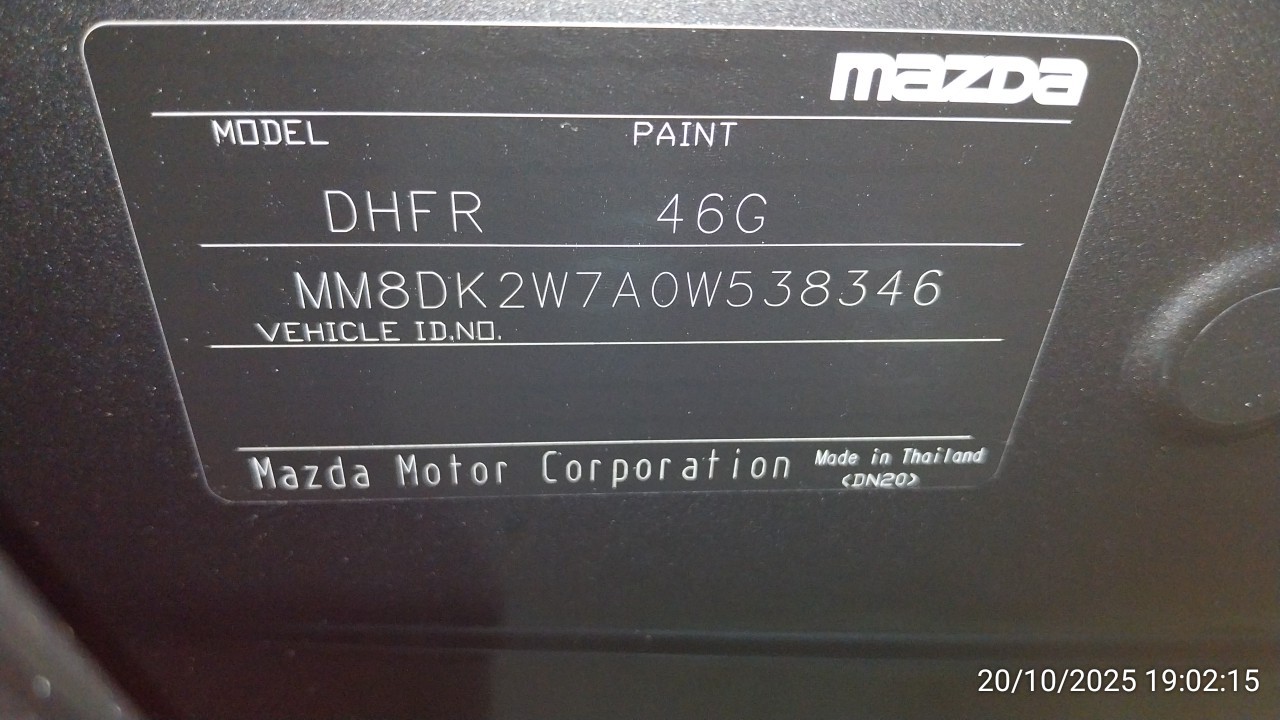 mazda
MODEL PAINT
DHFR 46G
MM8DK2W7A0W538346
VEHICLE ID.NO.
Mazda Motor Corporation Made in Thailand
<DN20>
20/10/2025 19:02:15